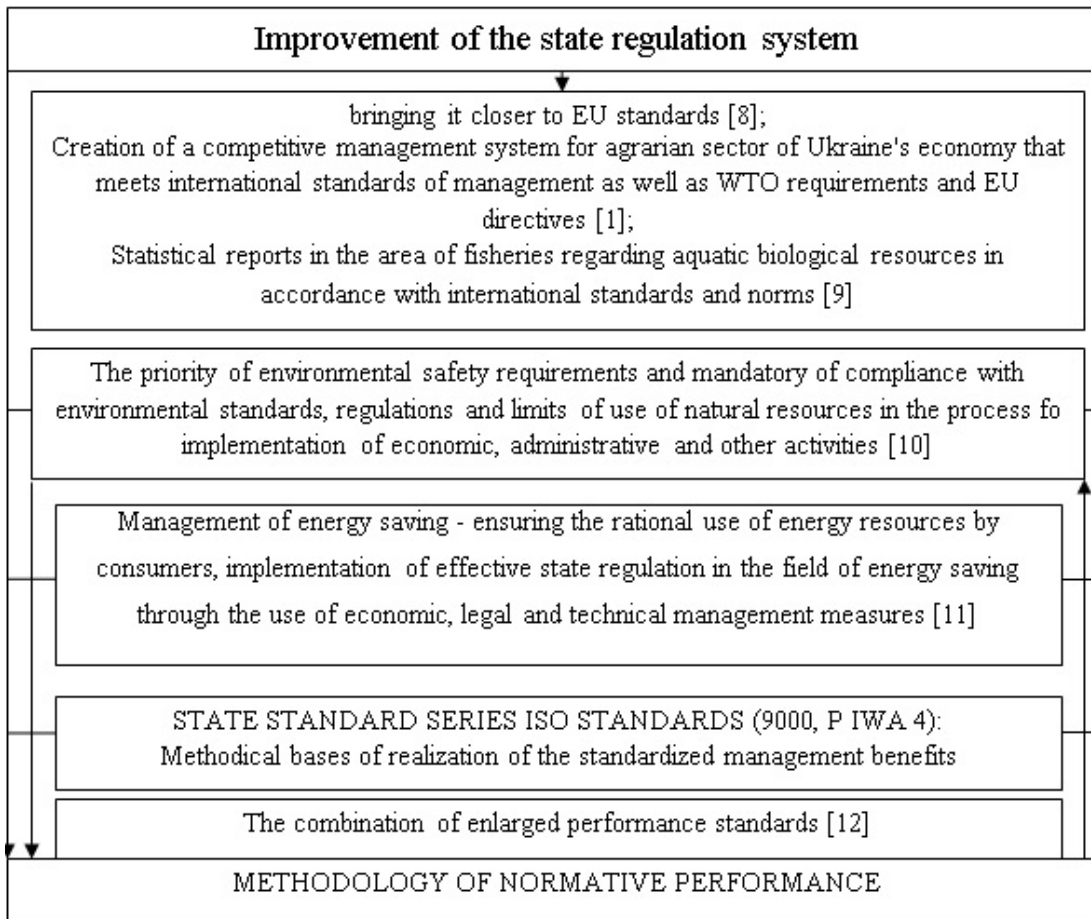 Improvement of the state regulation system
bringing it closer to EU standards [8];
Creation of a competitive management system for agrarian sector of Ukraine's economy that
meets international standards of management as well as WTO requirements and EU
directives [1];
Statistical reports in the area of fisheries regarding aquatic biological resources in
accordance with international standards and norms [9]
The priority of environmental safety requirements and mandatory of compliance with
environmental standards, regulations and limits of use of natural resources in the process fo
implementation of economic, administrative and other activities [10]
Management of energy saving - ensuring the rational use of energy resources by
consumers, implementation of effective state regulation in the field of energy saving
through the use of economic, legal and technical management measures [11]
STATE STANDARD SERIES ISO STANDARDS (9000, P IWA 4):
Methodical bases of realization of the standardized management benefits
The combination of enlarged performance standards [12]
METHODOLOGY OF NORMATIVE PERFORMANCE